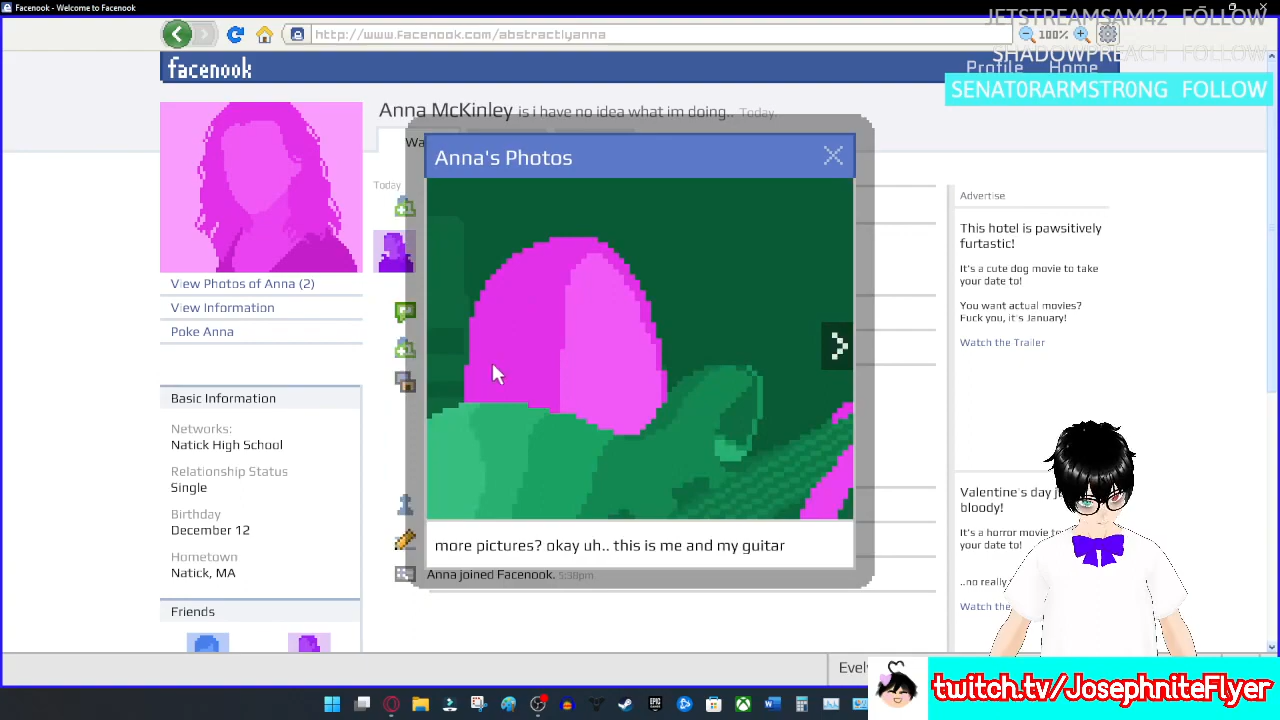 Facenook - Welcome to Facenook
JETSTREAMSAM42 FOLLOW
http://www.facenook.com/abstractlyanna
100%
SHADOWPREACH FOLLOW
facenook
Profile Home
SENAT0RARMSTR0NG FOLLOW
Anna McKinley is i have no idea what im doing.. Today.
Wa
Anna's Photos
Today
Advertise
This hotel is pawsitively
furtastic!
It's a cute dog movie to take
your date to!
You want actual movies?
Fuck you, it's January!
Watch the Trailer
View Photos of Anna (2)
View Information
Poke Anna
Basic Information
Networks:
Natick High School
Relationship Status
Single
Birthday
December 12
Hometown
Natick, MA
Friends
more pictures? okay uh.. this is me and my guitar
Anna joined Facenook. 5:38pm
Valentine's day j
bloody!
It's a horror movie to
your date to!
..no really
Watch the
Evel
twitch.tv/JosephniteFlyer